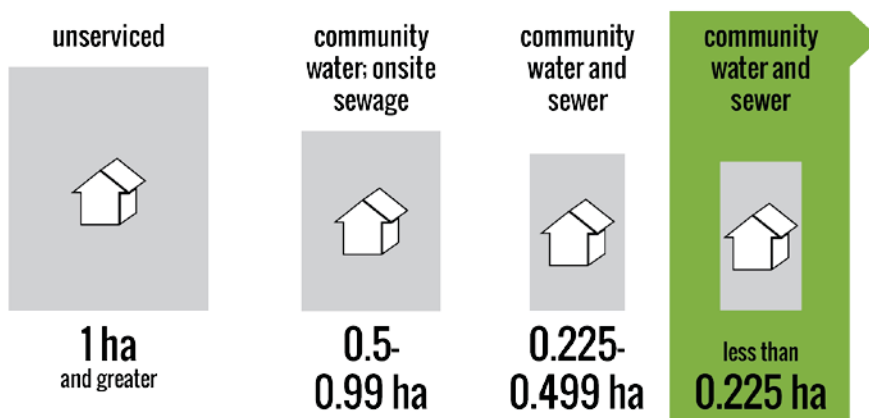 unserviced
1 ha
and greater
community
water; onsite
sewage
0.5-
0.99 ha
community
water and
sewer
0.225-
0.499 ha
community
water and
sewer
less than
0.225 ha